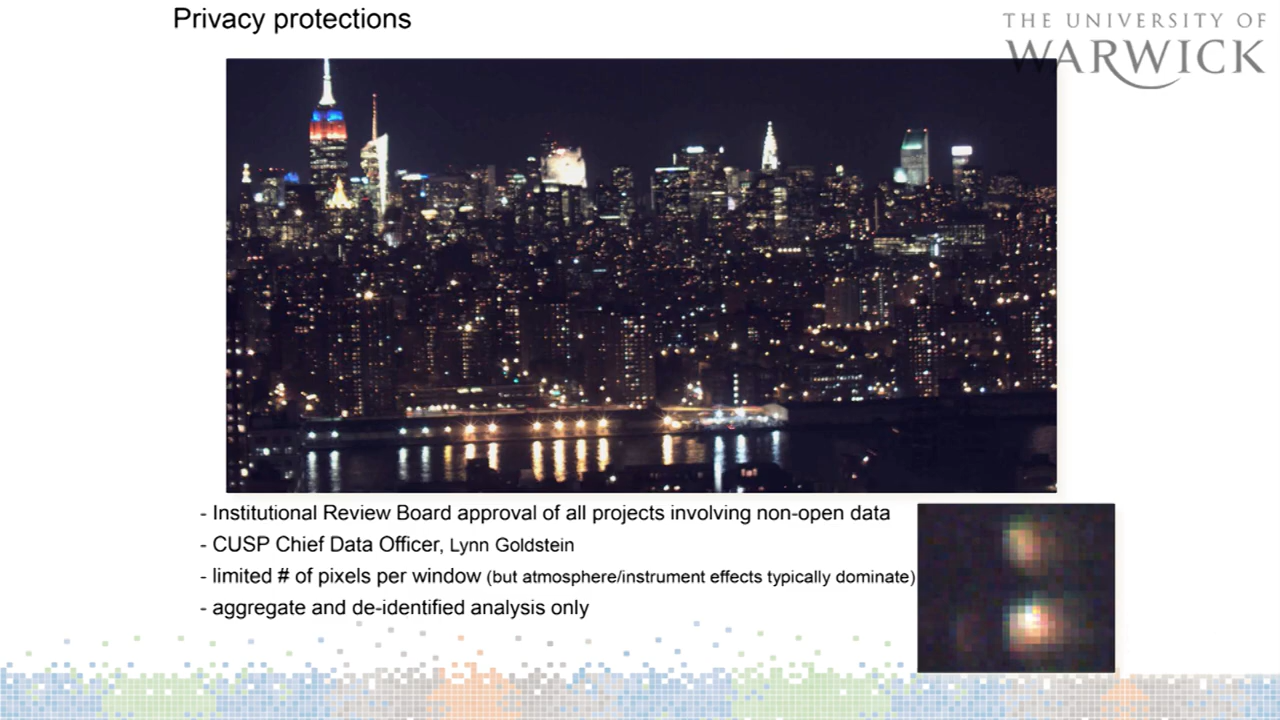 Privacy protections
THE UNIVERSITY OF
WARWICK
- Institutional Review Board approval of all projects involving non-open data
- CUSP Chief Data Officer, Lynn Goldstein
- limited # of pixels per window (but atmosphere/instrument effects typically dominate)
- aggregate and de-identified analysis only